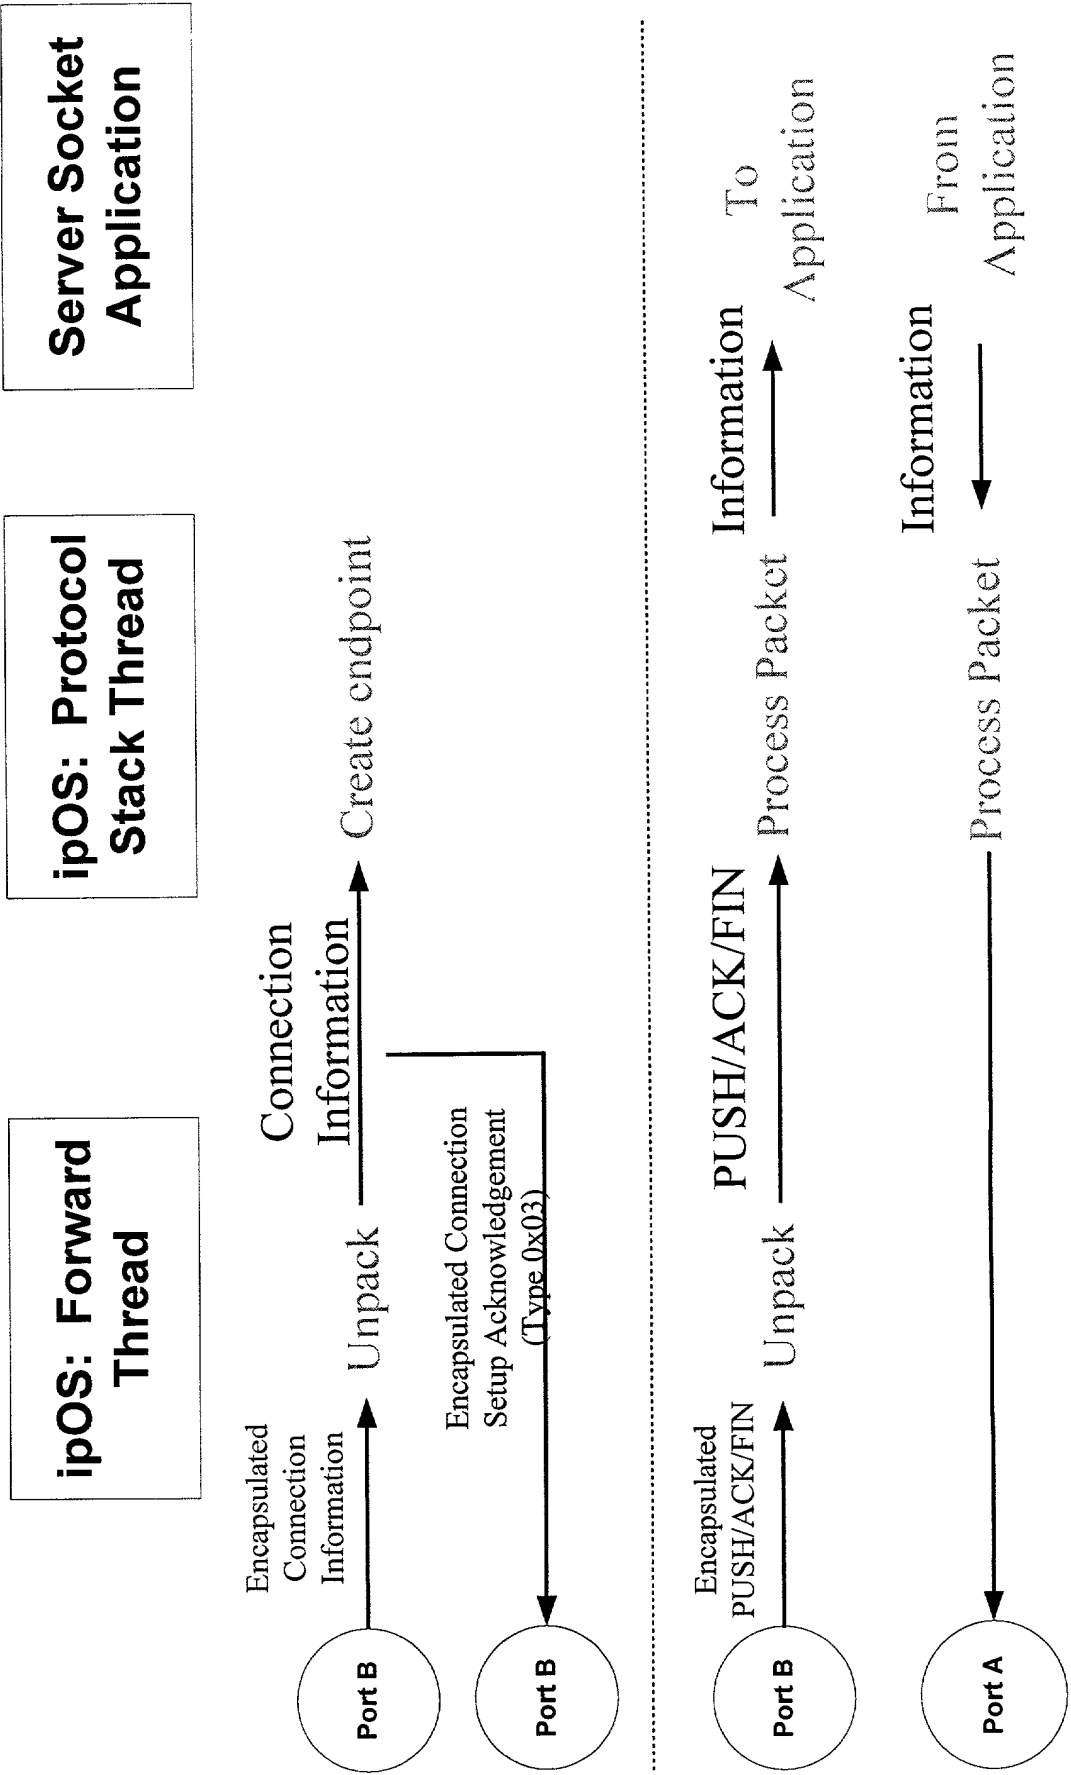 ipOS:  Forward
Thread
ipOS:  Protocol
Stack Thread
Server Socket
Application
Encapsulated
Connection
Information
Port B
Unpack
Connection
Information
Create endpoint
Encapsulated Connection
Setup Acknowledgement
(Type 0x03)
Port B
Encapsulated
PUSH/ACK/FIN
Port B
Unpack
PUSH/ACK/FIN
Process Packet
Information
To
Application
Port A
Process Packet
Information
From
Application